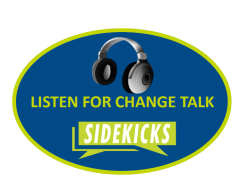 LISTEN FOR CHANGE TALK
SIDEKICKS